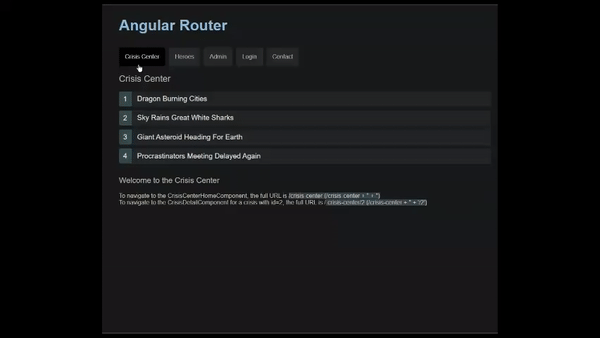 Angular Router
Crisis Center Heroes Admin Login Contact
Crisis Center
1 Dragon Burning Cities
2 Sky Rains Great White Sharks
3 Giant Asteroid Heading For Earth
4 Procrastinators Meeting Delayed Again
Welcome to the Crisis Center
To navigate to the CrisisCenterHomeComponent, the full URL is /crisis-center (/crisis-center + '' + '')
To navigate to the CrisisDetailComponent for a crisis with id=2, the full URL is /crisis-center/2 (/crisis-center + '' + '/2')